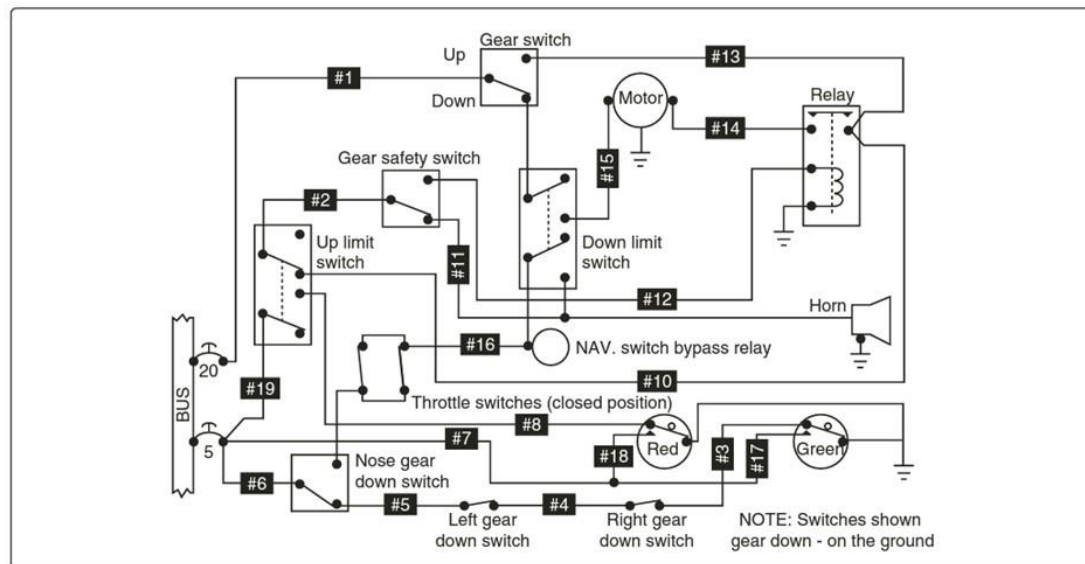 Gear switch
Up
#1
#13
Down
Motor
Relay
#14
#15
Gear safety switch
#2
Up limit
switch
#11
Down limit
switch
#12
Horn
#16
NAV. switch bypass relay
20
#19
#10
BUS
Throttle switches (closed position)
#8
5
#7
#18
Red
#3
#17
Green
Nose gear
down switch
#6
#5
#4
Left gear
down switch
Right gear
down switch
NOTE: Switches shown
gear down - on the ground